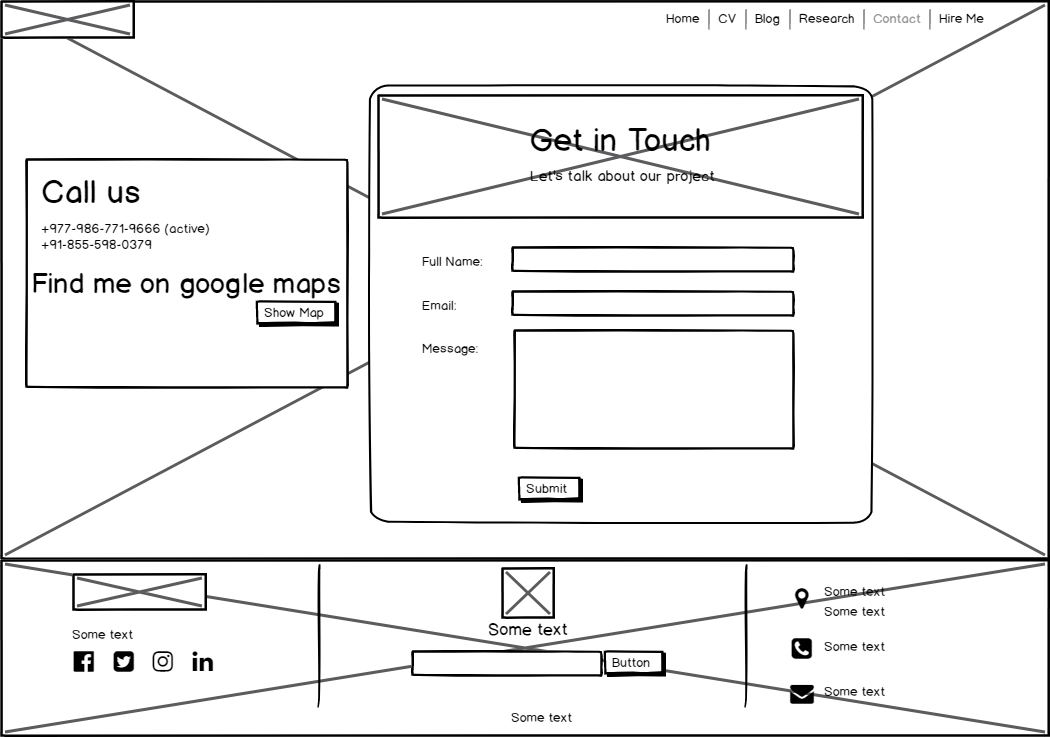 Home CV Blog Research Contact Hire Me
Get in Touch
Let's talk about our project
Call us
+977-986-771-9666 (active)
+91-855-598-0379
Find me on google maps
Show Map
Full Name:
Email:
Message:
Submit
Some text
Some text
Button
Some text
Some text
Some text
Some text
Some text